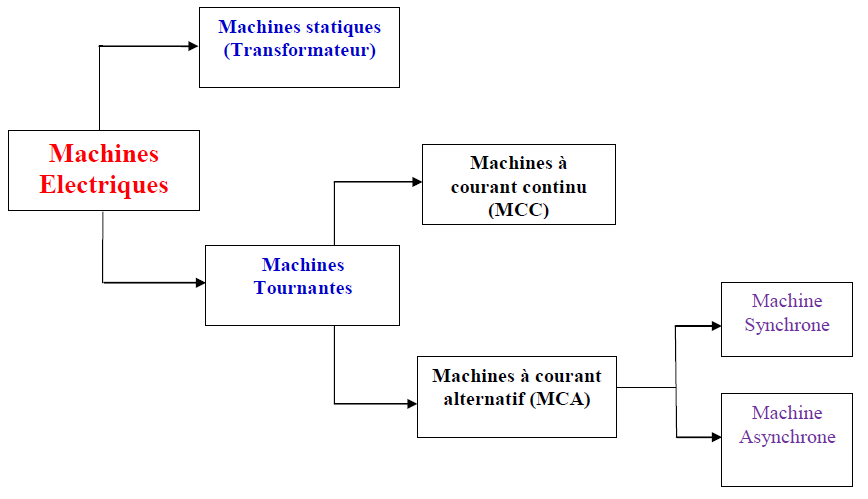 Machines statiques
(Transformateur)
Machines
Electriques
Machines à
courant continu
(MCC)
Machines
Tournantes
Machine
Synchrone
Machines à courant
alternatif (MCA)
Machine
Asynchrone